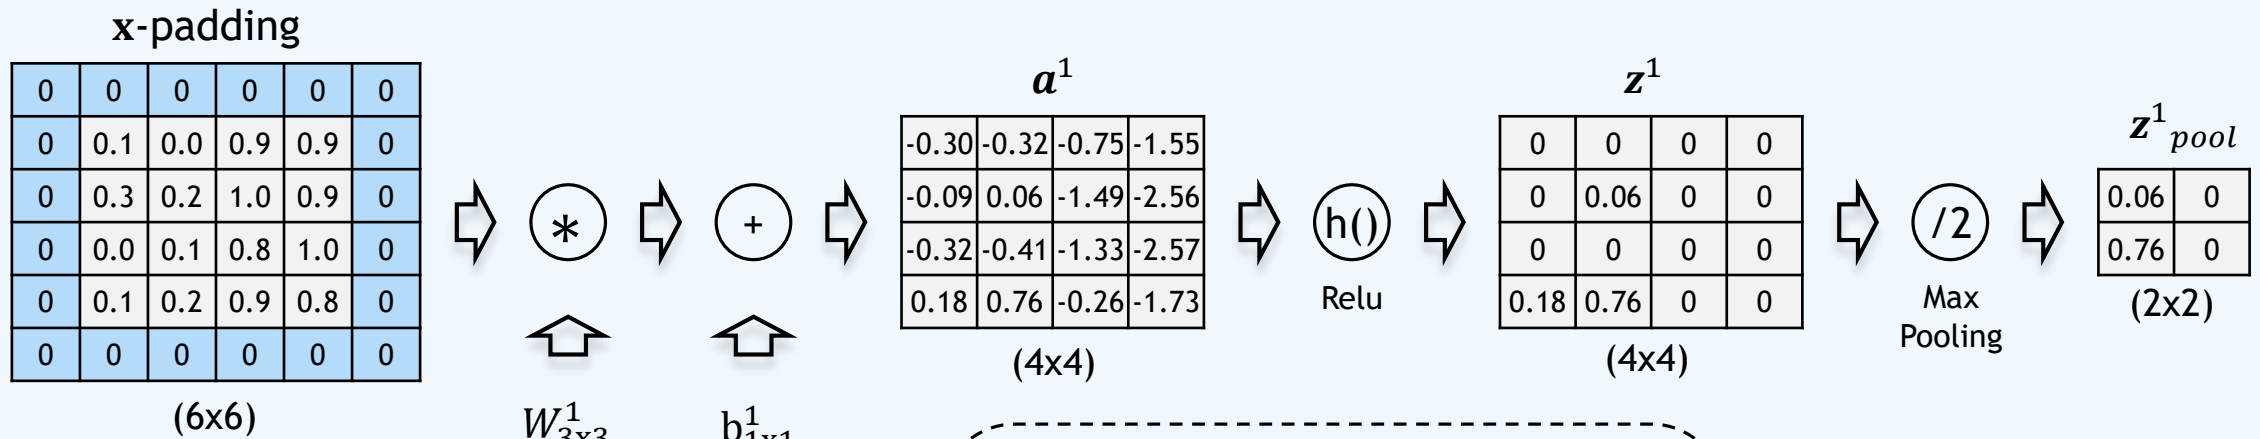 x-padding
0 0 0 0 0 0
0 0.1 0.0 0.9 0.9 0
0 0.3 0.2 1.0 0.9 0
0 0.0 0.1 0.8 1.0 0
0 0.1 0.2 0.9 0.8 0
0 0 0 0 0 0
(6x6)
*
W¹3x3
+
b¹1x1
a¹
-0.30 -0.32 -0.75 -1.55
-0.09 0.06 -1.49 -2.56
-0.32 -0.41 -1.33 -2.57
0.18 0.76 -0.26 -1.73
(4x4)
h()
Relu
z¹
0 0 0 0
0 0.06 0 0
0 0 0 0
0.18 0.76 0 0
(4x4)
/2
Max
Pooling
z¹pool
0.06 0
0.76 0
(2x2)